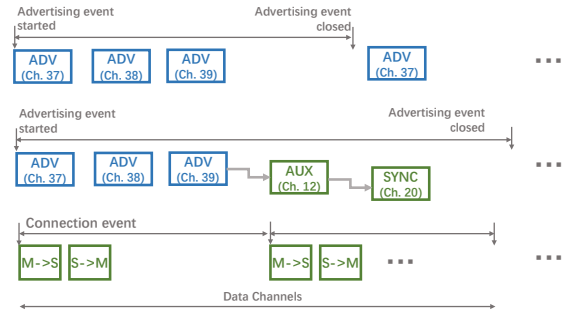 Advertising event
started
Advertising event
closed
ADV
(Ch. 37)
ADV
(Ch. 38)
ADV
(Ch. 39)
ADV
(Ch. 37)
Advertising event
started
Advertising event
closed
ADV
(Ch. 37)
ADV
(Ch. 38)
ADV
(Ch. 39)
AUX
(Ch. 12)
SYNC
(Ch. 20)
Connection event
M->S
S->M
M->S
S->M
Data Channels